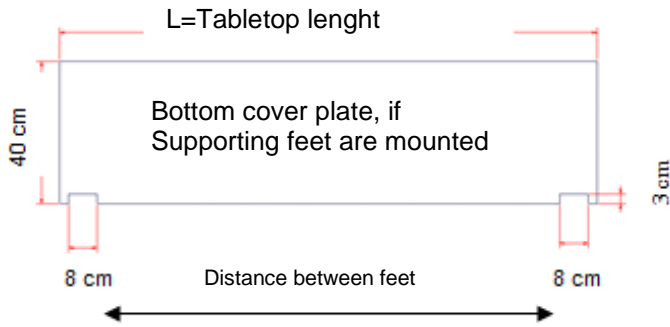 L=Tabletop lenght
40 cm
Bottom cover plate, if
Supporting feet are mounted
3 cm
8 cm
Distance between feet
8 cm